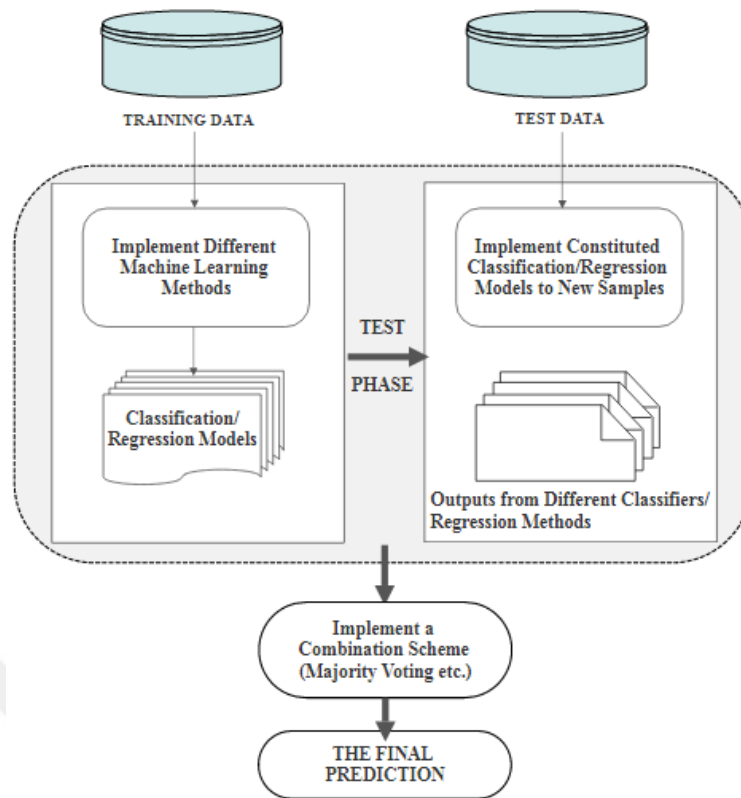 TRAINING DATA
TEST DATA
Implement Different
Machine Learning
Methods
Classification/
Regression Models
TEST
PHASE
Implement Constituted
Classification/Regression
Models to New Samples
Outputs from Different Classifiers/
Regression Methods
Implement a
Combination Scheme
(Majority Voting etc.)
THE FINAL
PREDICTION